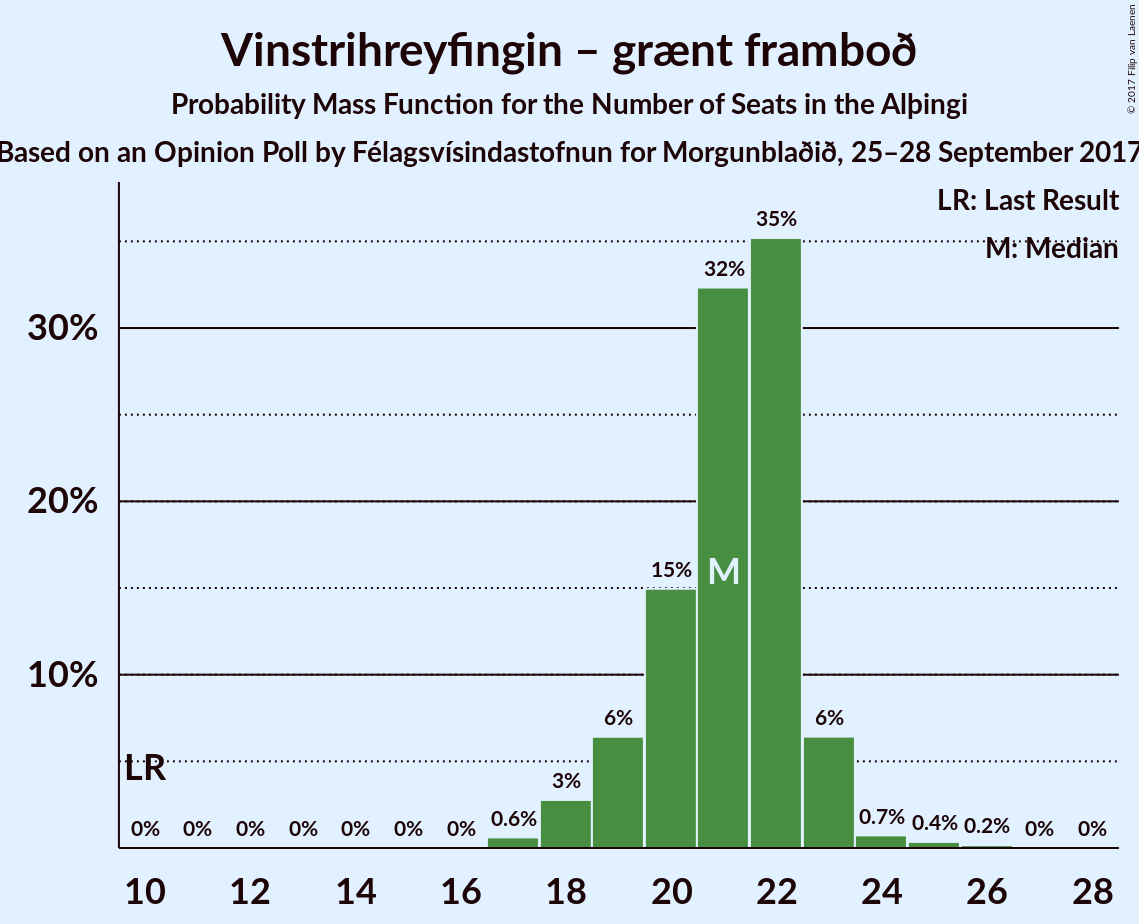 Vinstrihreyfingin – grænt framboð
Probability Mass Function for the Number of Seats in the Alþingi
Based on an Opinion Poll by Félagsvísindastofnun for Morgunblaðið, 25–28 September 2017
© 2017 Filip van Laenen
LR: Last Result
M: Median
35%
32%
30%
20%
15%
M
10%
6%
6%
LR
3%
0% 0% 0% 0% 0% 0% 0% 0.6% 0.7% 0.4% 0.2% 0% 0%
10 12 14 16 18 20 22 24 26 28